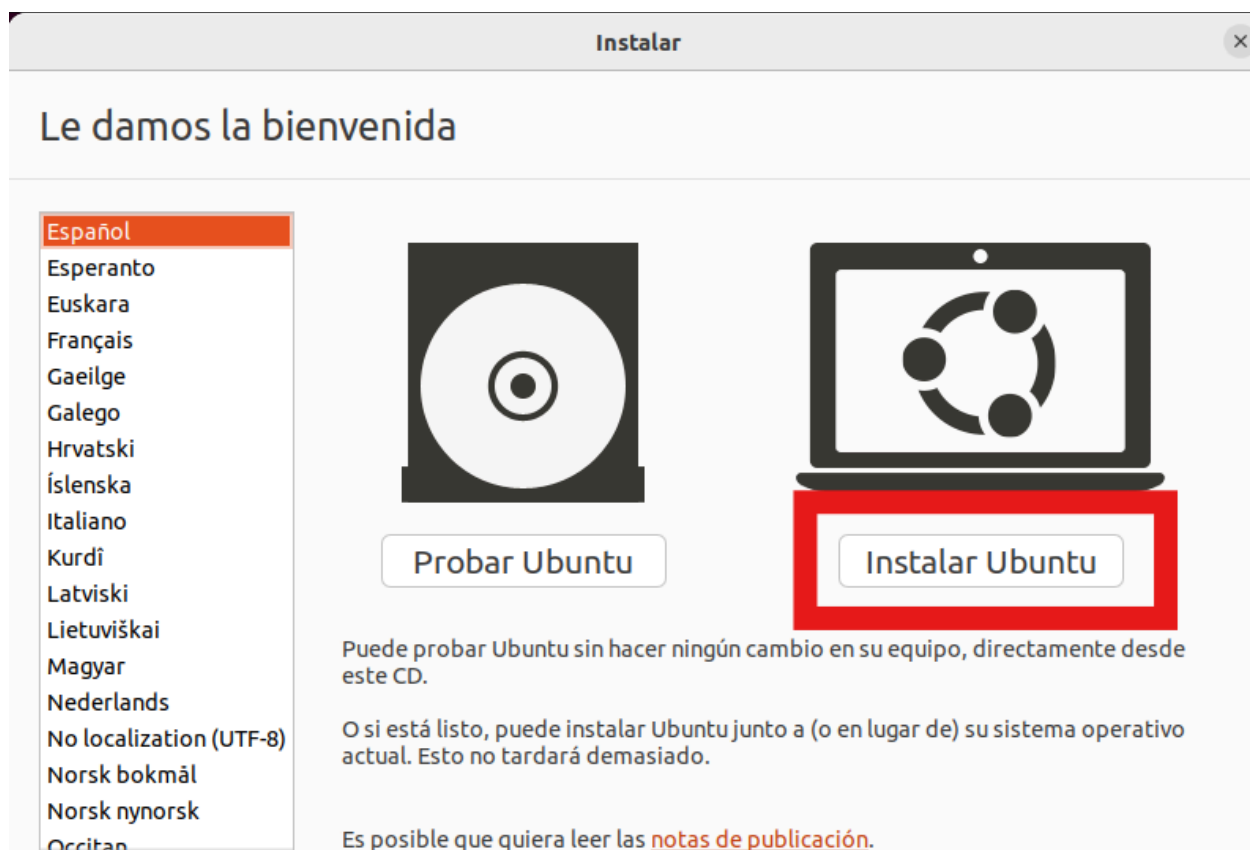 Instalar
Le damos la bienvenida
Español
Esperanto
Euskara
Français
Gaeilge
Galego
Hrvatski
Íslenska
Italiano
Kurdî
Latviski
Lietuviškai
Magyar
Nederlands
No localization (UTF-8)
Norsk bokmål
Norsk nynorsk
Occitan
Probar Ubuntu
Instalar Ubuntu
Puede probar Ubuntu sin hacer ningún cambio en su equipo, directamente desde
este CD.
O si está listo, puede instalar Ubuntu junto a (o en lugar de) su sistema operativo
actual. Esto no tardará demasiado.
Es posible que quiera leer las notas de publicación.